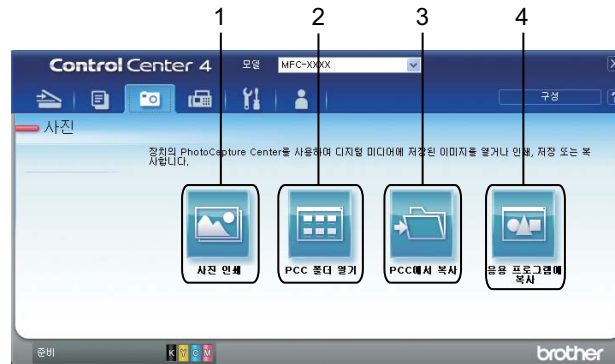 1 2 3 4
Control Center 4 모델 MFC-XXXX
구성 ?
사진
장치의 PhotoCapture Center를 사용하여 디지털 미디어에 저장된 이미지를 열거나 인쇄, 저장 또는 복
사합니다.
사진 인쇄 PCC 폴더 열기 PCC에서 복사 응용 프로그램에
복사
준비 K Y C M brother